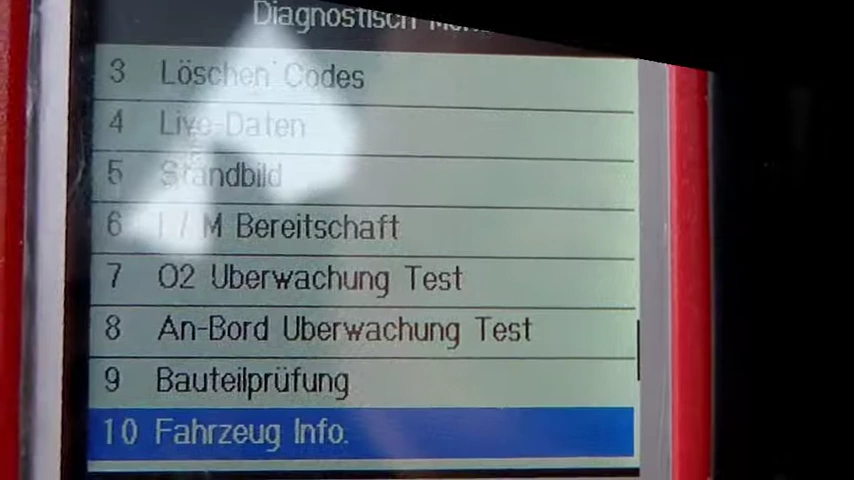 Diagnostisch
3 Löschen Codes
4 Live-Daten
5 Standbild
6 I / M Bereitschaft
7 O2 Uberwachung Test
8 An-Bord Uberwachung Test
9 Bauteilprüfung
10 Fahrzeug Info.